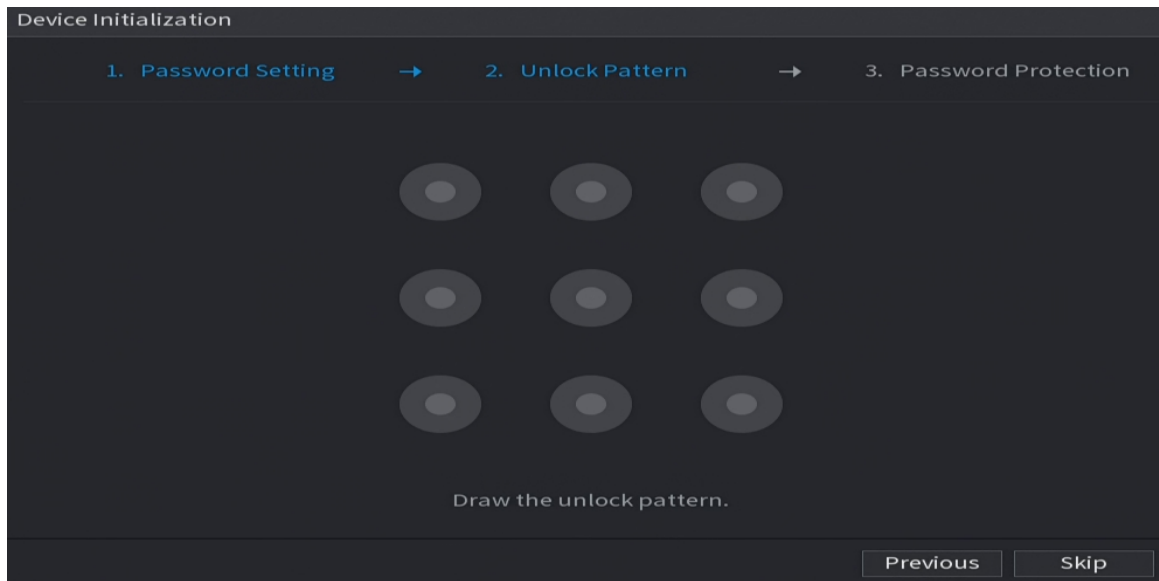 Device Initialization
1. Password Setting → 2. Unlock Pattern → 3. Password Protection
Draw the unlock pattern.
Previous Skip